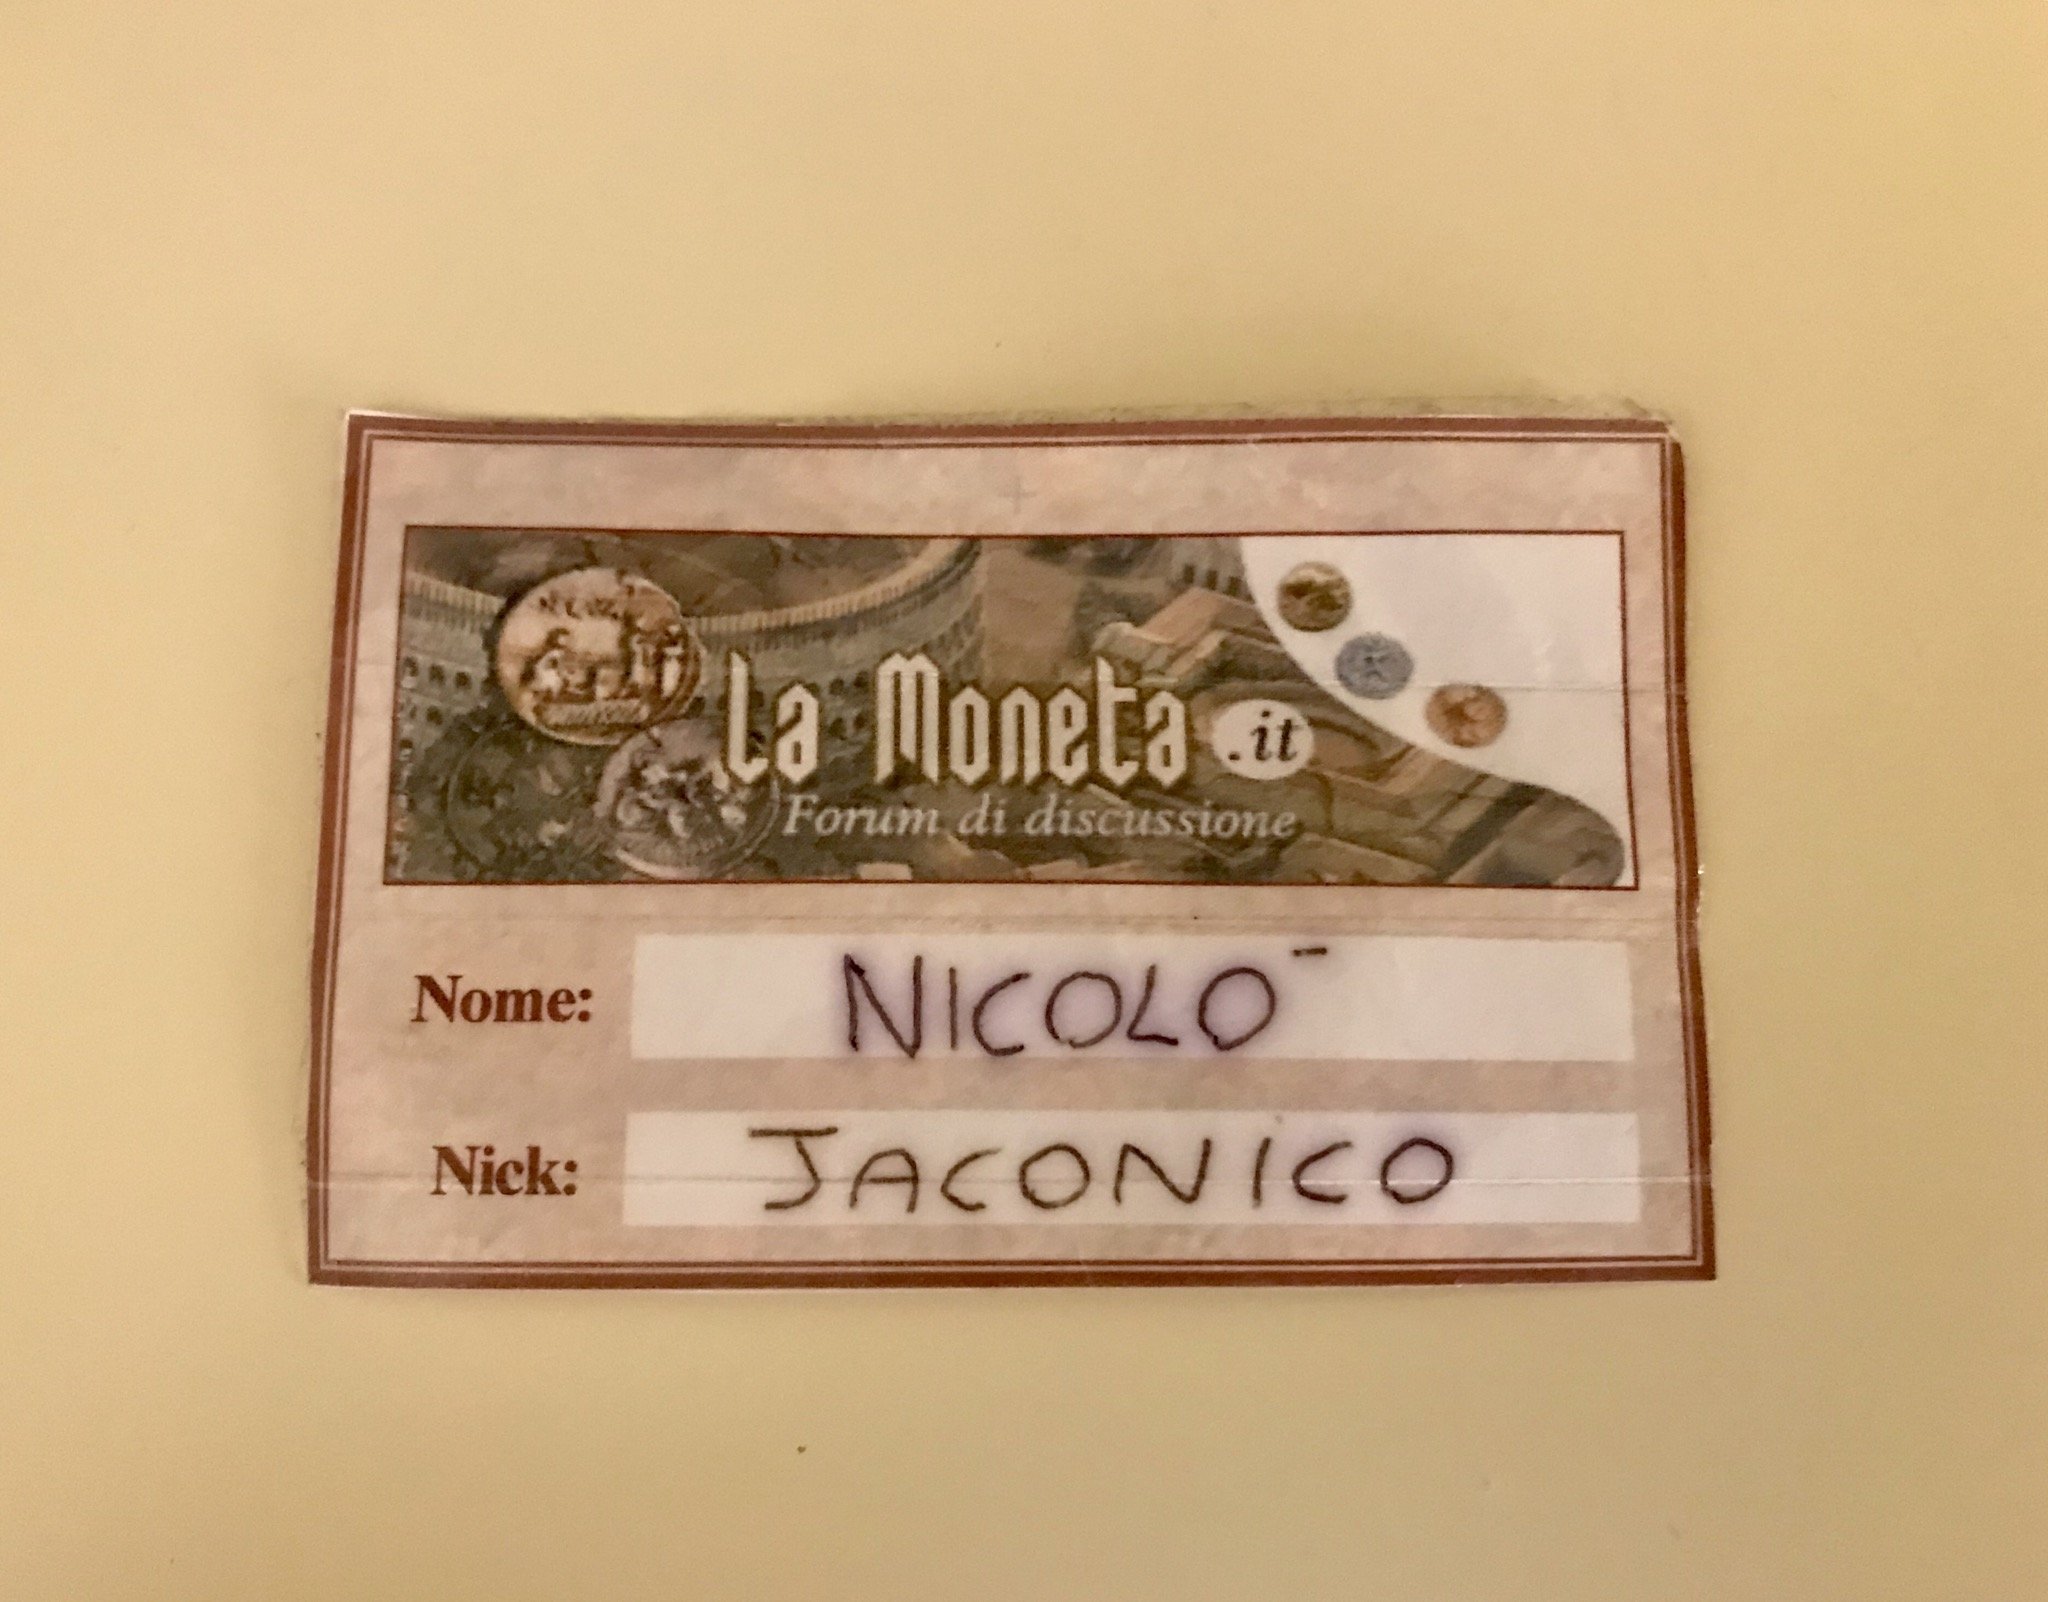 La Moneta .it
Forum di discussione
Nome: NICOLO'
Nick: JACONICO